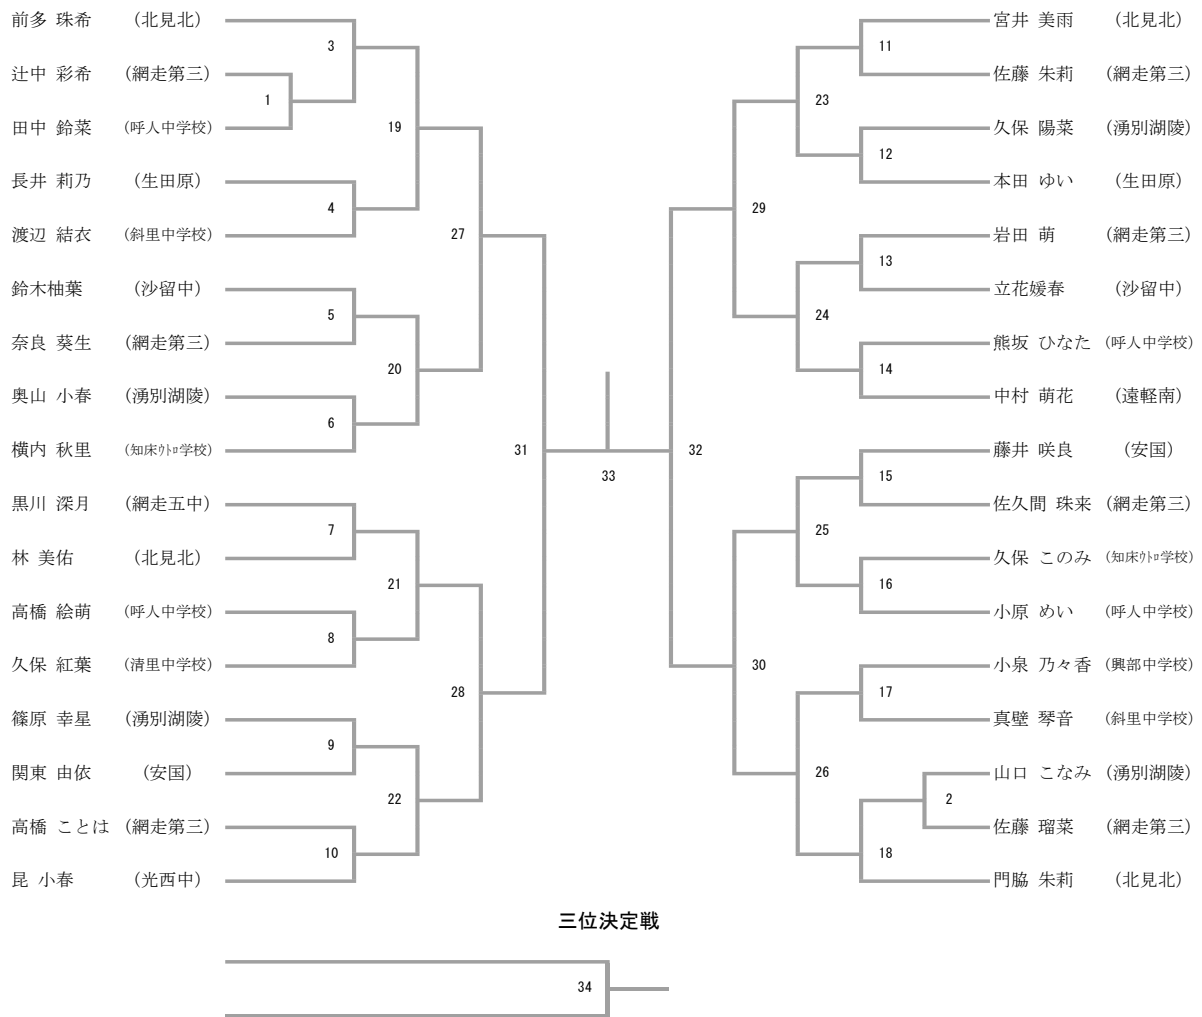 前多 珠希 (北見北)
辻中 彩希 (網走第三)
田中 鈴菜 (呼人中学校)
長井 莉乃 (生田原)
渡辺 結衣 (斜里中学校)
鈴木柚葉 (沙留中)
奈良 葵生 (網走第三)
奥山 小春 (湧別湖陵)
横内 秋里 (知床ｳﾄﾛ学校)
黒川 深月 (網走五中)
林 美佑 (北見北)
高橋 絵萌 (呼人中学校)
久保 紅葉 (清里中学校)
篠原 幸星 (湧別湖陵)
関東 由依 (安国)
高橋 ことは (網走第三)
昆 小春 (光西中)
3
1
19
4
27
5
20
6
31
7
21
8
28
9
22
10
33
32
11
23
12
29
13
24
14
15
25
16
30
17
26
2
18
宮井 美雨 (北見北)
佐藤 朱莉 (網走第三)
久保 陽菜 (湧別湖陵)
本田 ゆい (生田原)
岩田 萌 (網走第三)
立花媛春 (沙留中)
熊坂 ひなた (呼人中学校)
中村 萌花 (遠軽南)
藤井 咲良 (安国)
佐久間 珠来 (網走第三)
久保 このみ (知床ｳﾄﾛ学校)
小原 めい (呼人中学校)
小泉 乃々香 (興部中学校)
真壁 琴音 (斜里中学校)
山口 こなみ (湧別湖陵)
佐藤 瑠菜 (網走第三)
門脇 朱莉 (北見北)
三位決定戦
34